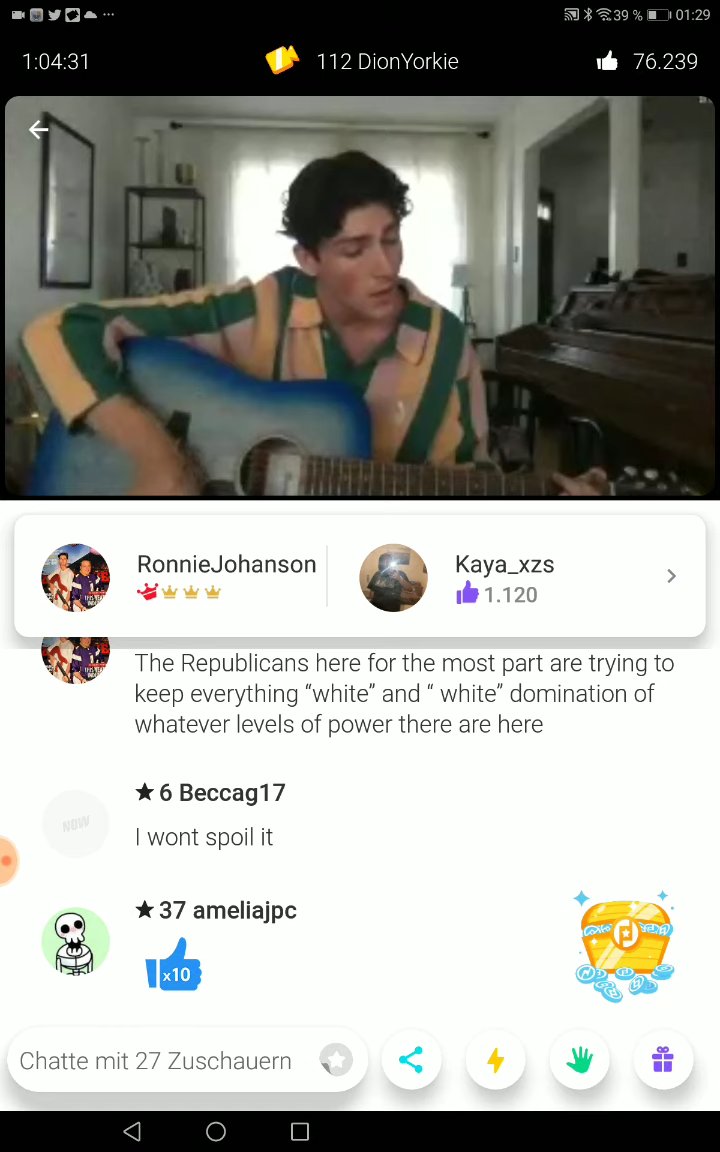 39 % 01:29
1:04:31 112 DionYorkie 76.239
RonnieJohanson Kaya_xzs
1.120
The Republicans here for the most part are trying to
keep everything “white” and “ white” domination of
whatever levels of power there are here
★ 6 Beccag17
NOW
I wont spoil it
★ 37 ameliajpc
x10
Chatte mit 27 Zuschauern